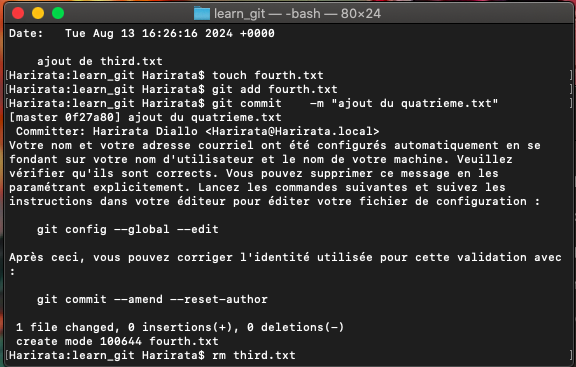 learn_git — -bash — 80×24
Date:   Tue Aug 13 16:26:16 2024 +0000
    ajout de third.txt
[Harirata:learn_git Harirata$ touch fourth.txt
[Harirata:learn_git Harirata$ git add fourth.txt
[Harirata:learn_git Harirata$ git commit    -m "ajout du quatrieme.txt"
[master 0f27a80] ajout du quatrieme.txt
 Committer: Harirata Diallo <Harirata@Harirata.local>
Votre nom et votre adresse courriel ont été configurés automatiquement en se
fondant sur votre nom d'utilisateur et le nom de votre machine. Veuillez
vérifier qu'ils sont corrects. Vous pouvez supprimer ce message en les
paramétrant explicitement. Lancez les commandes suivantes et suivez les
instructions dans votre éditeur pour éditer votre fichier de configuration :
    git config --global --edit
Après ceci, vous pouvez corriger l'identité utilisée pour cette validation avec
:
    git commit --amend --reset-author
 1 file changed, 0 insertions(+), 0 deletions(-)
 create mode 100644 fourth.txt
[Harirata:learn_git Harirata$ rm third.txt